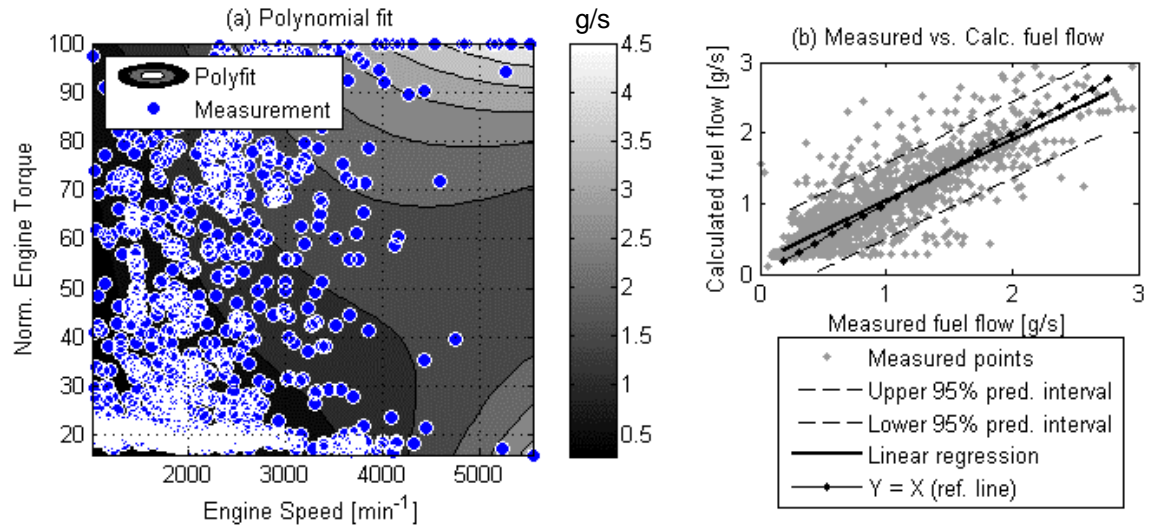 (a) Polynomial fit
g/s
100
90
80
70
60
50
40
30
20
Norm. Engine Torque
Polyfit
Measurement
2000 3000 4000 5000
Engine Speed [min⁻¹]
4.5
4
3.5
3
2.5
2
1.5
1
0.5
(b) Measured vs. Calc. fuel flow
Calculated fuel flow [g/s]
3
2
1
0
0 1 2 3
Measured fuel flow [g/s]
Measured points
Upper 95% pred. interval
Lower 95% pred. interval
Linear regression
Y = X (ref. line)